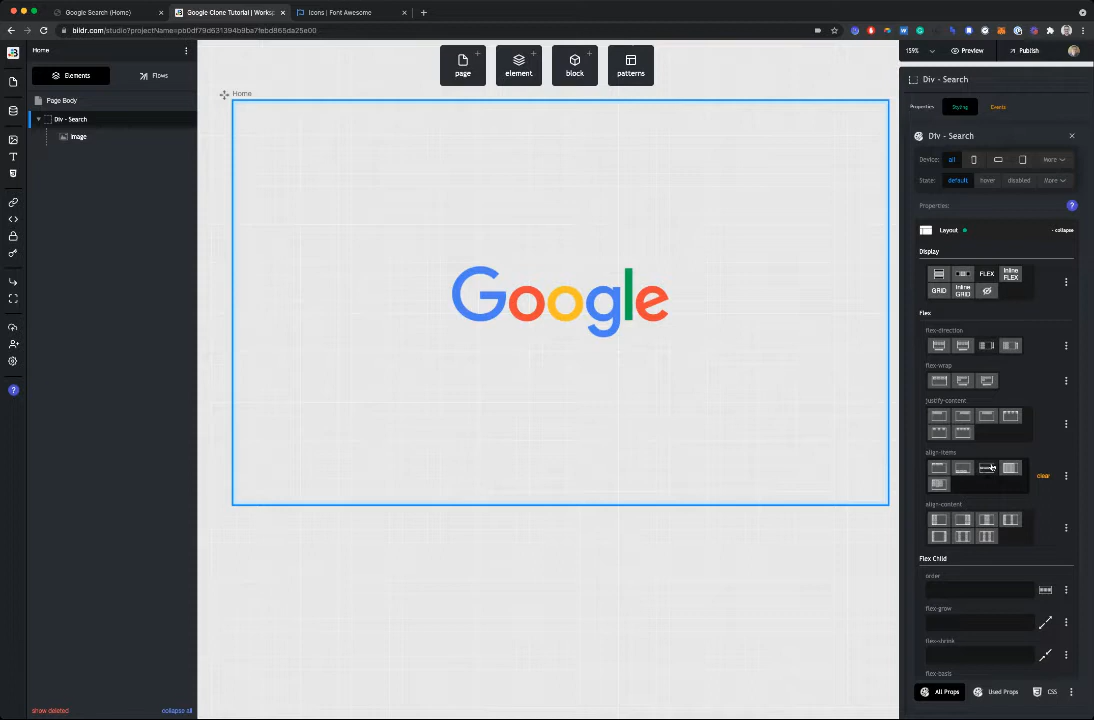 Google Search (Home)
Google Clone Tutorial | Works
Icons | Font Awesome
bildr.com/studio?projectName=pb0df79d631394b9ba7febd865da25e00
Home
Elements
Flows
Page Body
Div - Search
Image
show deleted
collapse all
page
element
block
patterns
Home
Google
159%
Preview
Publish
Div - Search
Properties
Styling
Events
Div - Search
Device:
all
More
State:
default
hover
disabled
More
Properties:
Layout
- collapse
Display
FLEX
Inline FLEX
GRID
Inline GRID
Flex
flex-direction
flex-wrap
justify-content
align-items
clear
align-content
Flex Child
order
flex-grow
flex-shrink
flex-basis
All Props
Used Props
CSS